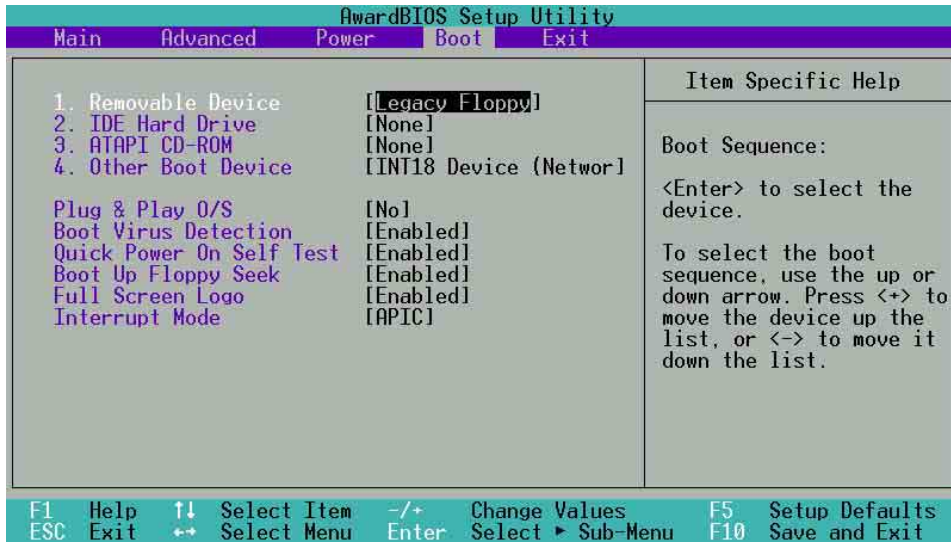 AwardBIOS Setup Utility
Main Advanced Power Boot Exit
1. Removable Device [Legacy Floppy]
2. IDE Hard Drive [None]
3. ATAPI CD-ROM [None]
4. Other Boot Device [INT18 Device (Networ]
Plug & Play O/S [No]
Boot Virus Detection [Enabled]
Quick Power On Self Test [Enabled]
Boot Up Floppy Seek [Enabled]
Full Screen Logo [Enabled]
Interrupt Mode [APIC]
Item Specific Help
Boot Sequence:
<Enter> to select the
device.
To select the boot
sequence, use the up or
down arrow. Press <+> to
move the device up the
list, or <-> to move it
down the list.
F1 Help ↑↓ Select Item -/+ Change Values F5 Setup Defaults
ESC Exit ←→ Select Menu Enter Select ► Sub-Menu F10 Save and Exit